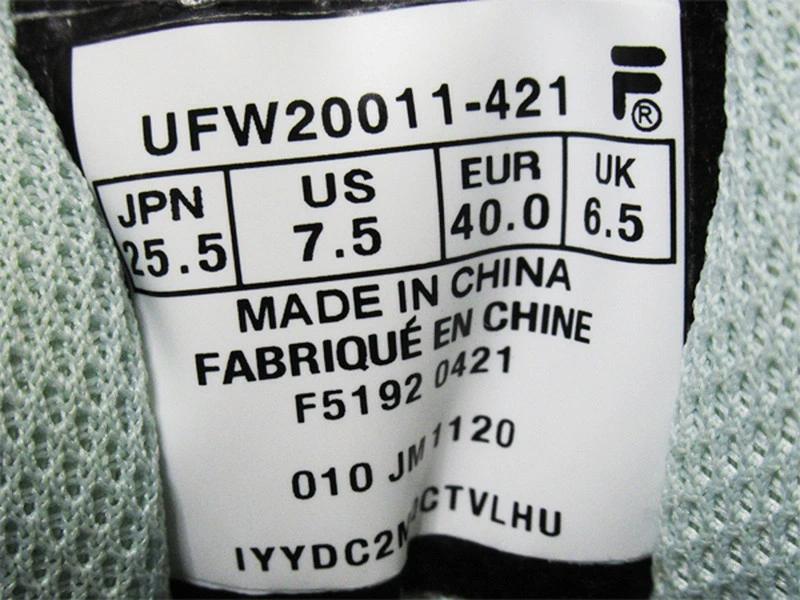 UFW20011-421
F®
JPN US EUR UK
25.5 7.5 40.0 6.5
MADE IN CHINA
FABRIQUÉ EN CHINE
F5192 0421
010 JM1120